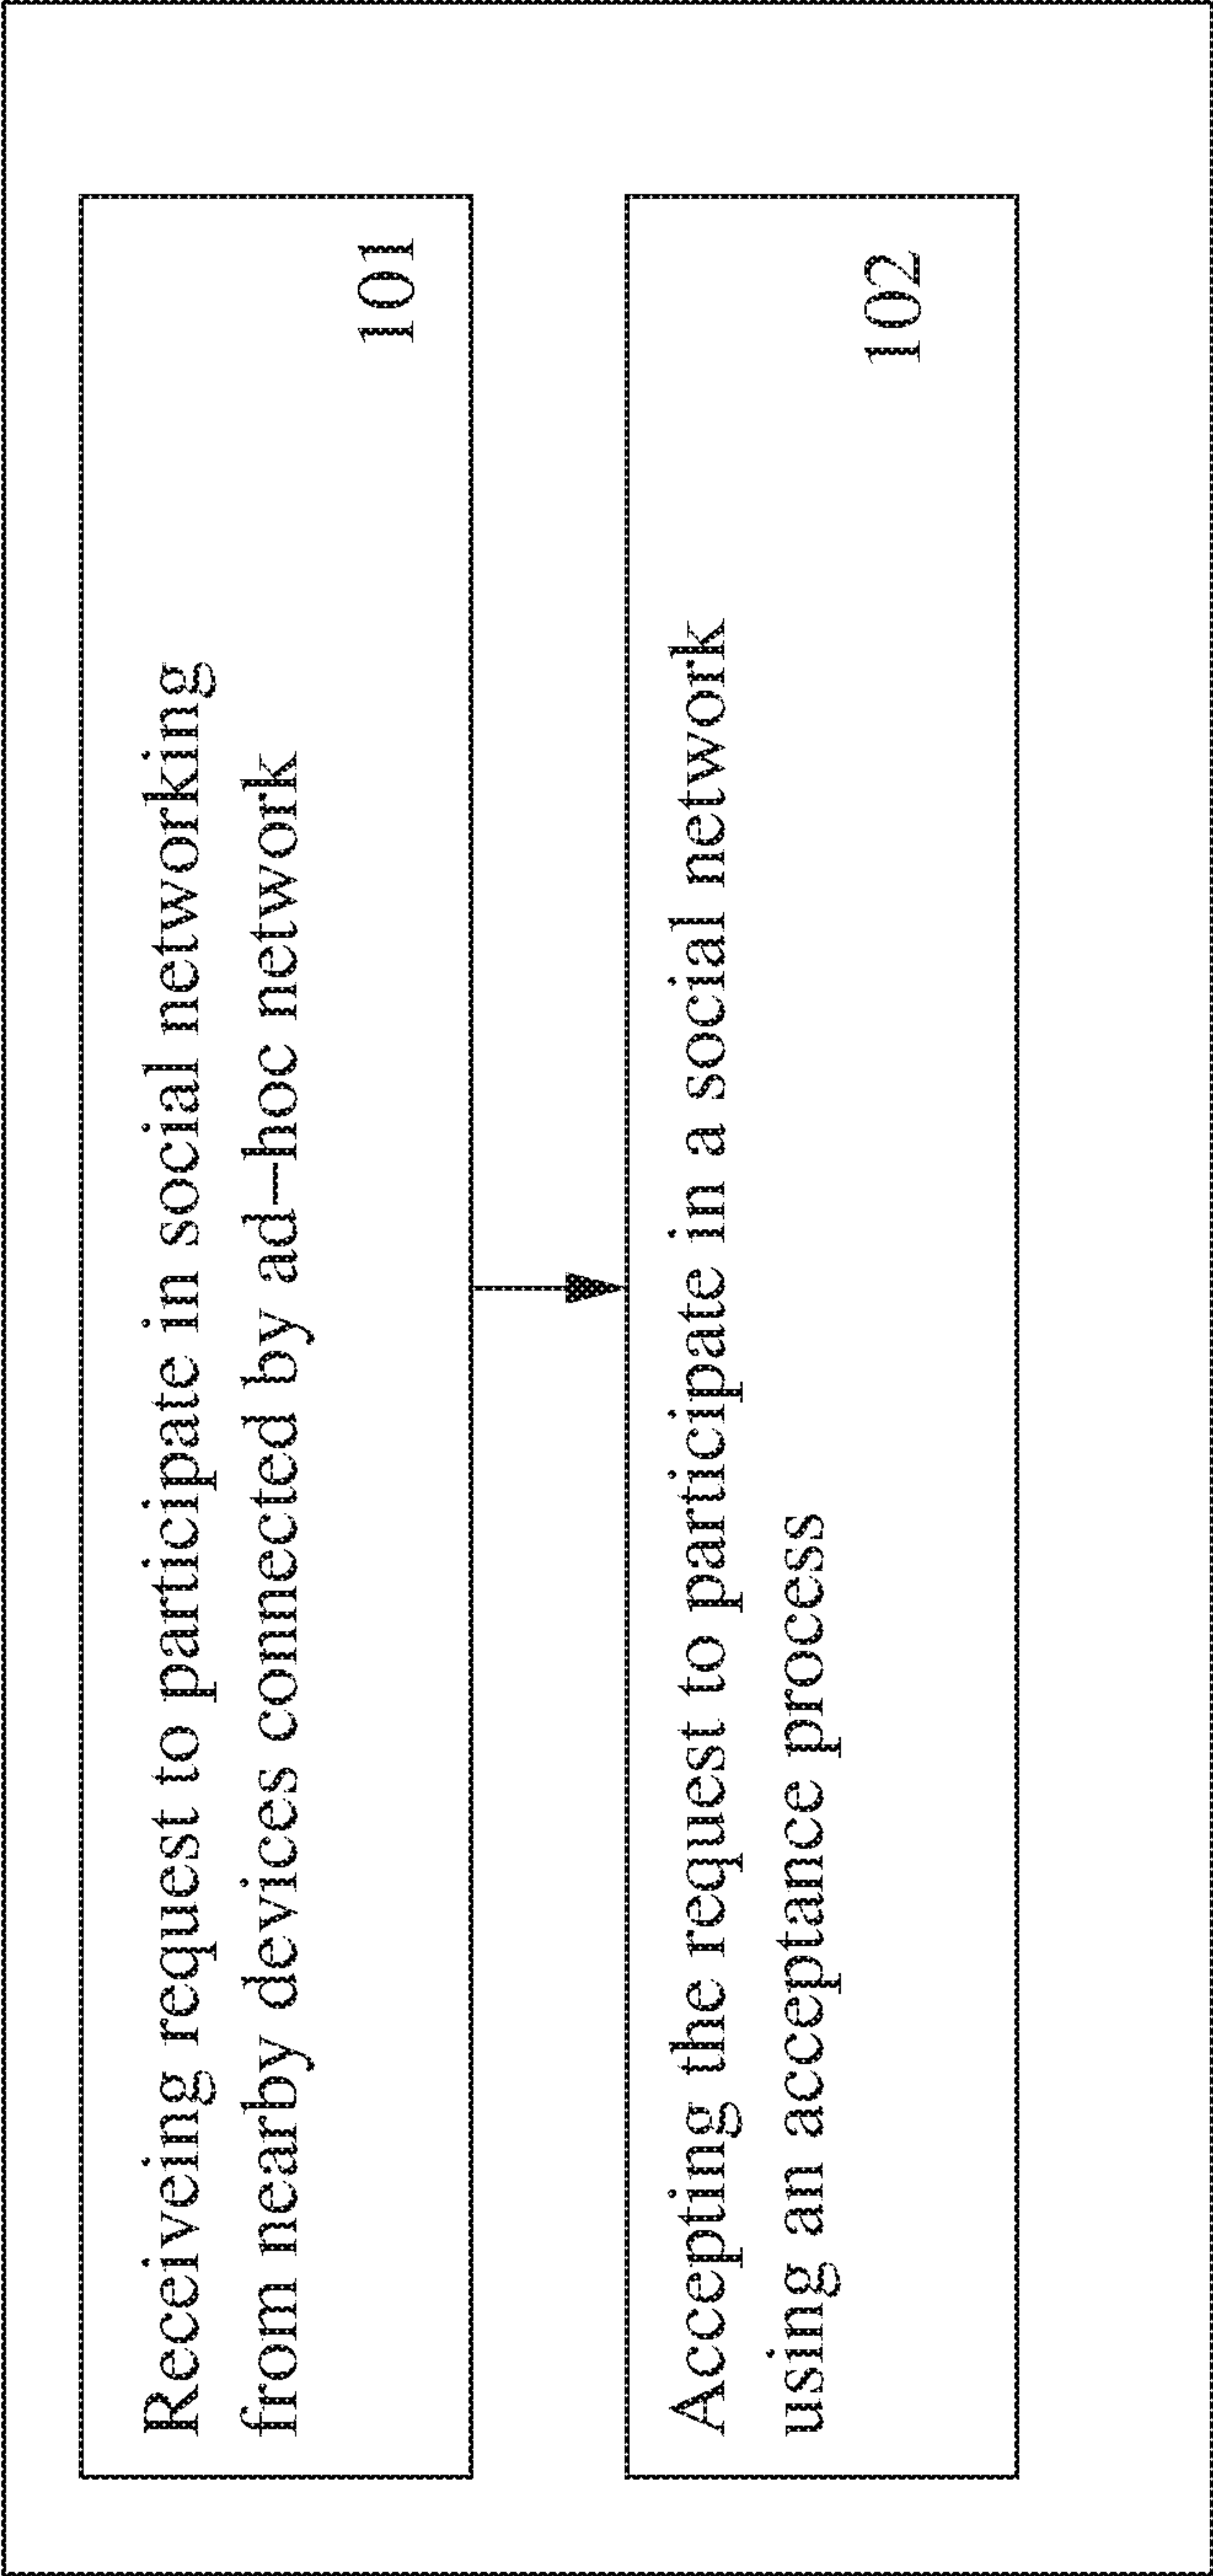 Receiveing request to participate in social networking
from nearby devices connected by ad-hoc network
101
Accepting the request to participate in a social network
using an acceptance process
102